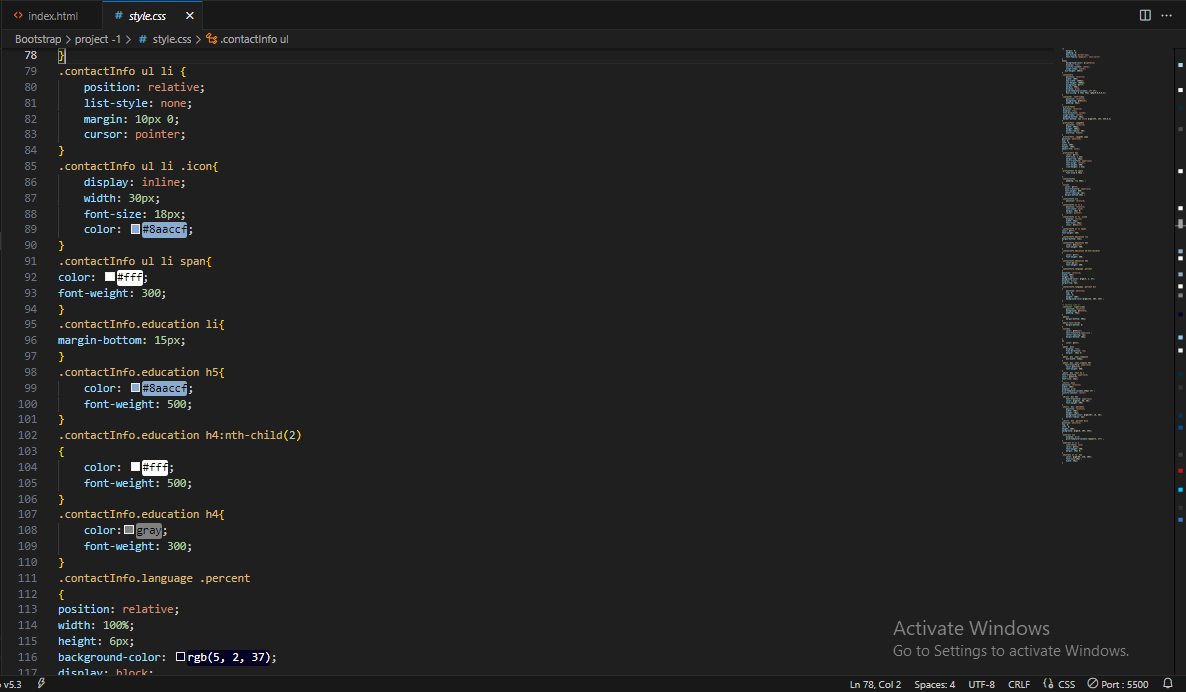 index.html
style.css
Bootstrap > project -1 > # style.css > .contactInfo ul
78 }
79 .contactInfo ul li {
80 position: relative;
81 list-style: none;
82 margin: 10px 0;
83 cursor: pointer;
84 }
85 .contactInfo ul li .icon{
86 display: inline;
87 width: 30px;
88 font-size: 18px;
89 color: #8aaccf;
90 }
91 .contactInfo ul li span{
92 color: #fff;
93 font-weight: 300;
94 }
95 .contactInfo.education li{
96 margin-bottom: 15px;
97 }
98 .contactInfo.education h5{
99 color: #8aaccf;
100 font-weight: 500;
101 }
102 .contactInfo.education h4:nth-child(2)
103 {
104 color: #fff;
105 font-weight: 500;
106 }
107 .contactInfo.education h4{
108 color: gray;
109 font-weight: 300;
110 }
111 .contactInfo.language .percent
112 {
113 position: relative;
114 width: 100%;
115 height: 6px;
116 background-color: rgb(5, 2, 37);
117 display: block;
Activate Windows
Go to Settings to activate Windows.
v5.3 Ln 78, Col 2 Spaces: 4 UTF-8 CRLF {} CSS Port : 5500